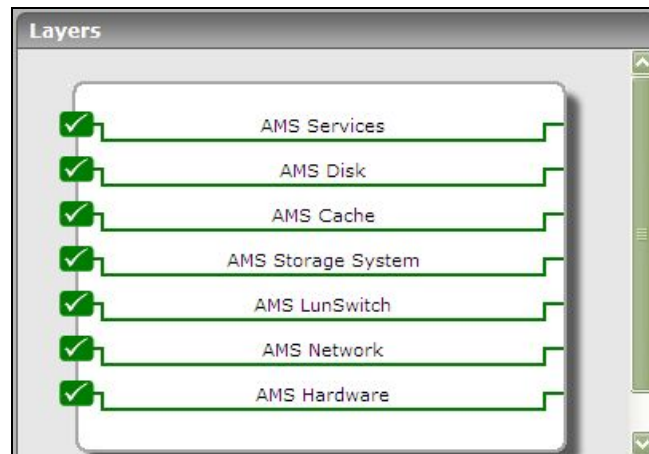 Layers
AMS Services
AMS Disk
AMS Cache
AMS Storage System
AMS LunSwitch
AMS Network
AMS Hardware